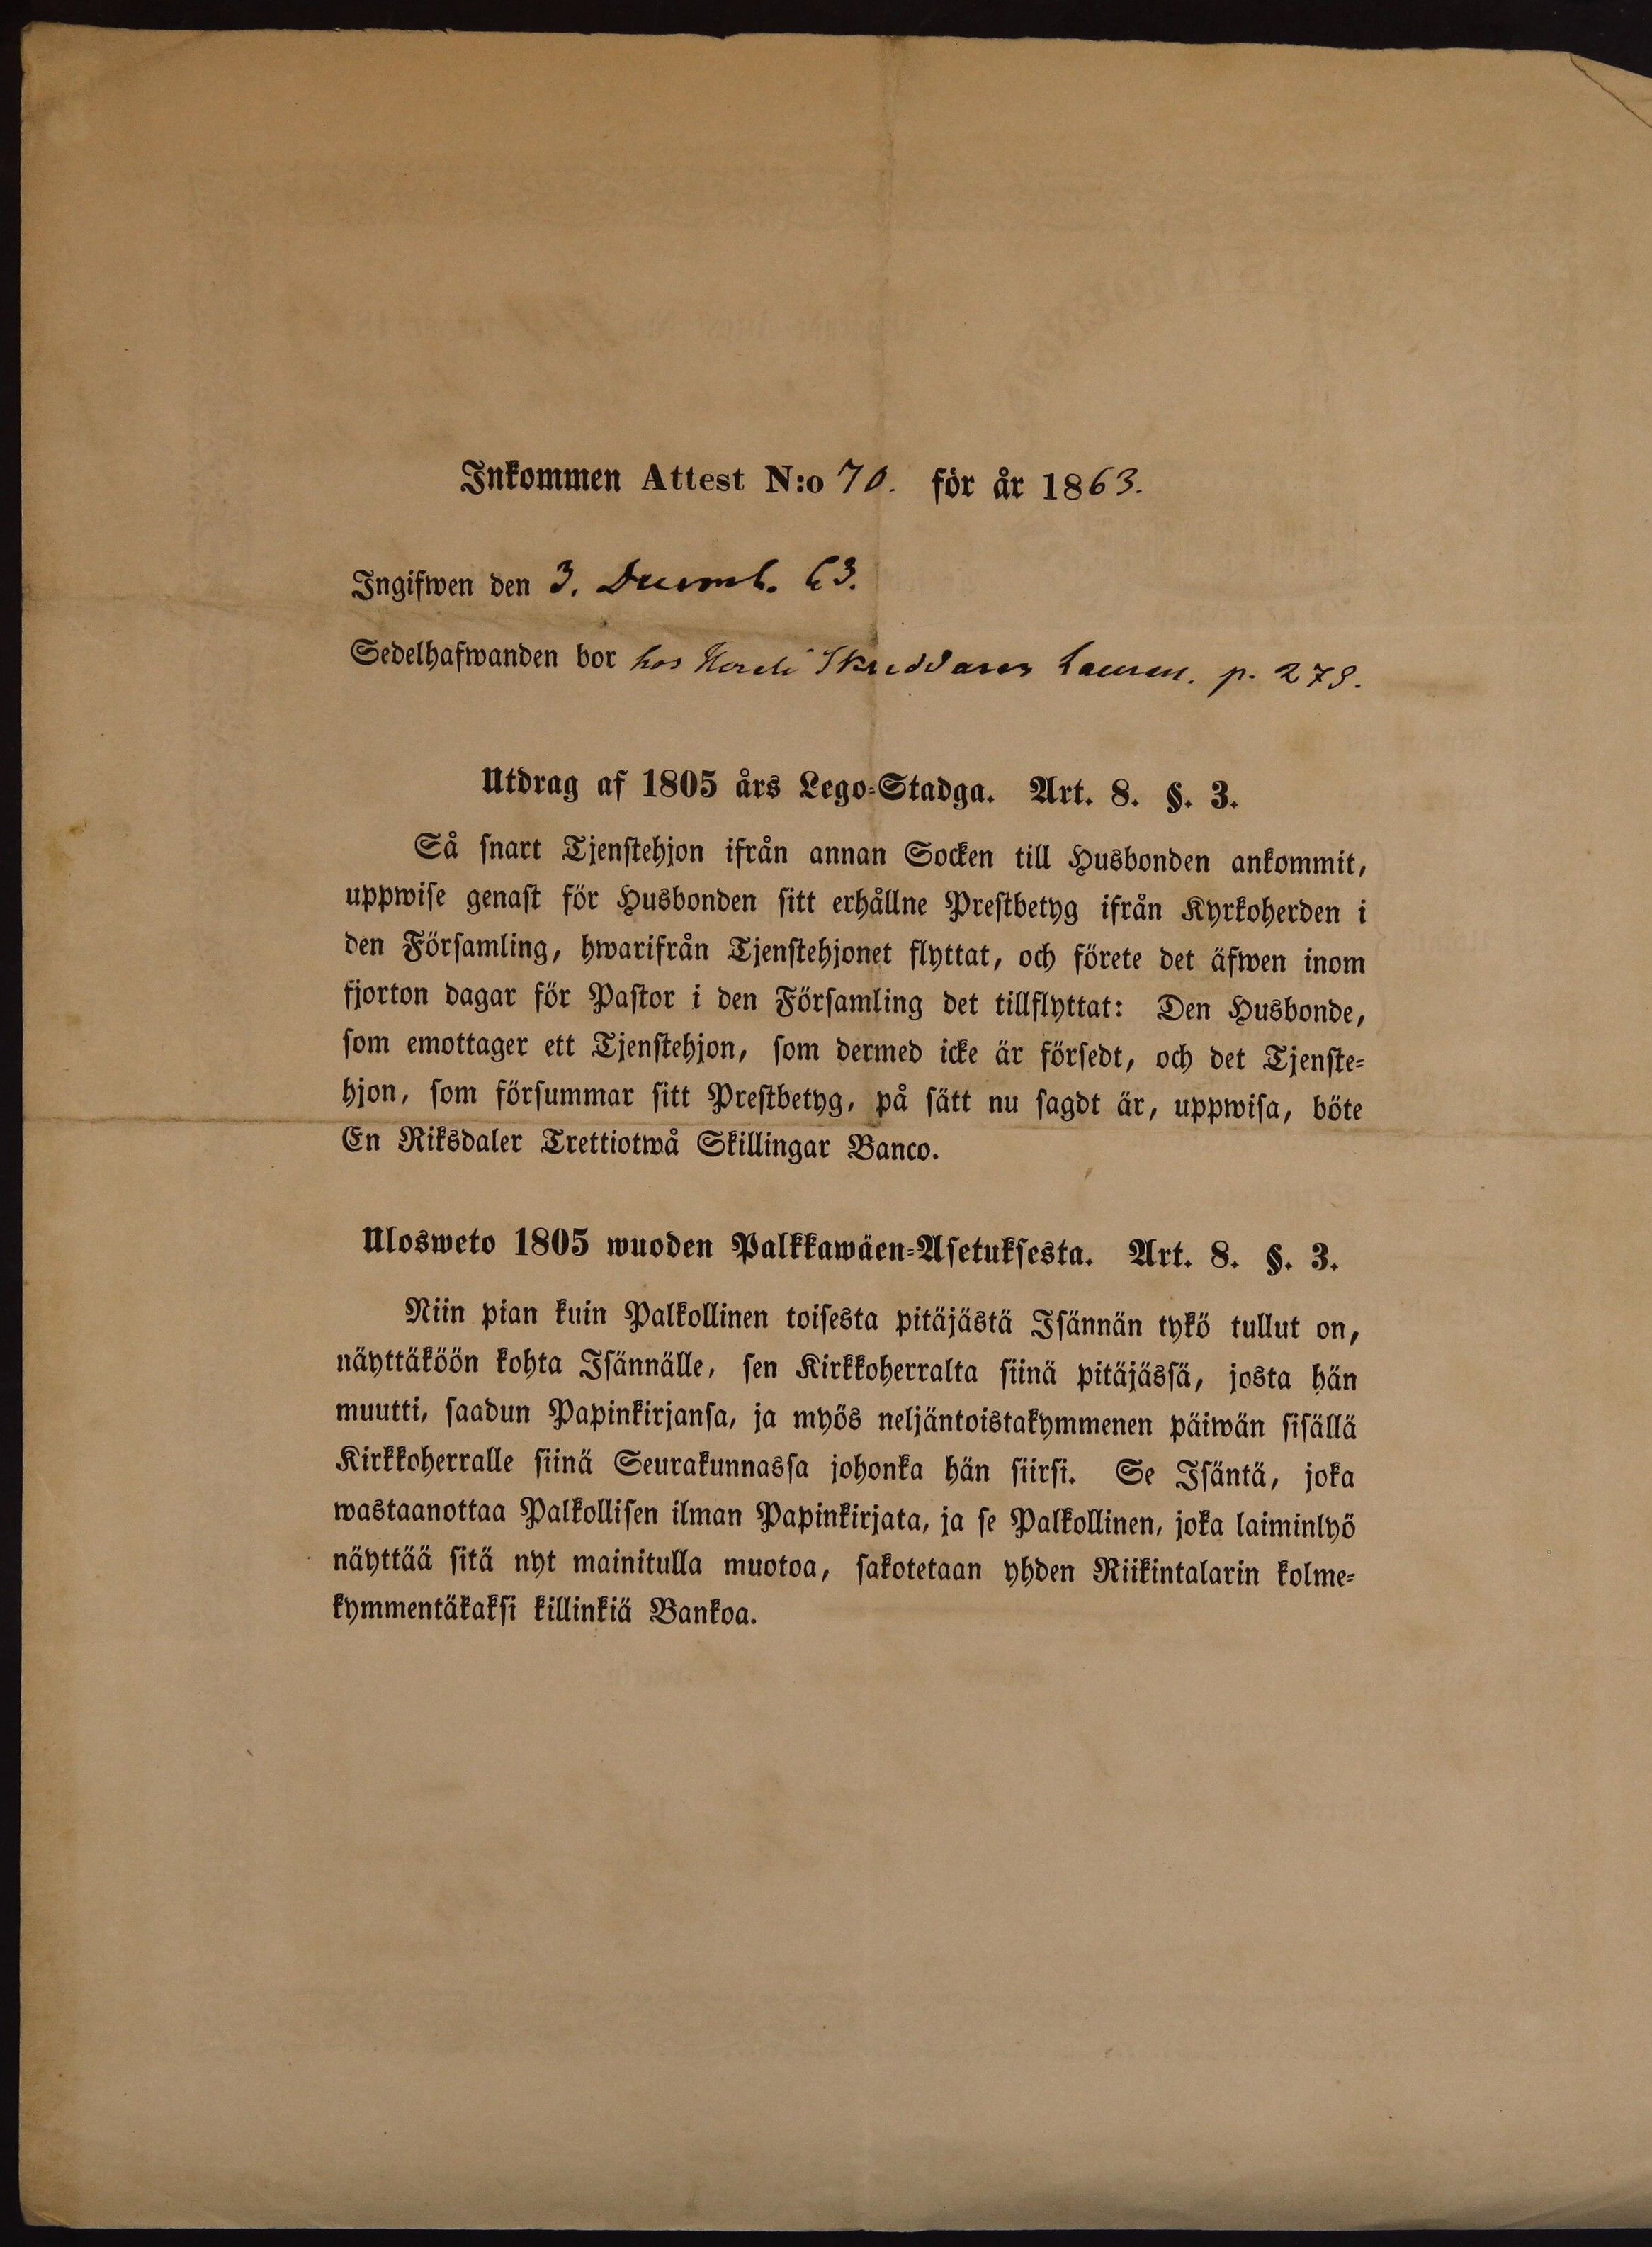 Inkommen Attest N:o 70. för år 1863.
Ingifwen den 3. Decemb. 63.
Sedelhafwanden bor hos Skreddaren p. 279.
Utdrag af 1805 års Lego-Stadga. Art. 8. §. 3.
Så snart Tjenstehjon ifrån annan Socken till Husbonden ankommit,
uppwise genast för Husbonden sitt erhållne Prestbetyg ifrån Kyrkoherden i
den Församling, hwarifrån Tjenstehjonet flyttat, och förete det äfwen inom
fjorton dagar för Pastor i den Församling det tillflyttat: Den Husbonde,
som emottager ett Tjenstehjon, som dermed icke är försedt, och det Tjenste-
hjon, som försummar sitt Prestbetyg, på sätt nu sagdt är, uppwisa, böte
En Riksdaler Trettiotwå Skillingar Banco.
Ulosweto 1805 wuoden Palkkawäen-Asetuksesta. Art. 8. §. 3.
Niin pian kuin Palkollinen toisesta pitäjästä Isännän tykö tullut on,
näyttäköön kohta Isännälle, sen Kirkkoherralta siinä pitäjässä, josta hän
muutti, saadun Papinkirjansa, ja myös neljäntoistakymmenen päiwän sisällä
Kirkkoherralle siinä Seurakunnassa johonka hän siirsi. Se Isäntä, joka
wastaanottaa Palkollisen ilman Papinkirjata, ja se Palkollinen, joka laiminlyö
näyttää sitä nyt mainitulla muotoa, sakotetaan yhden Riikintalarin kolme-
kymmentäkaksi killinkiä Bankoa.